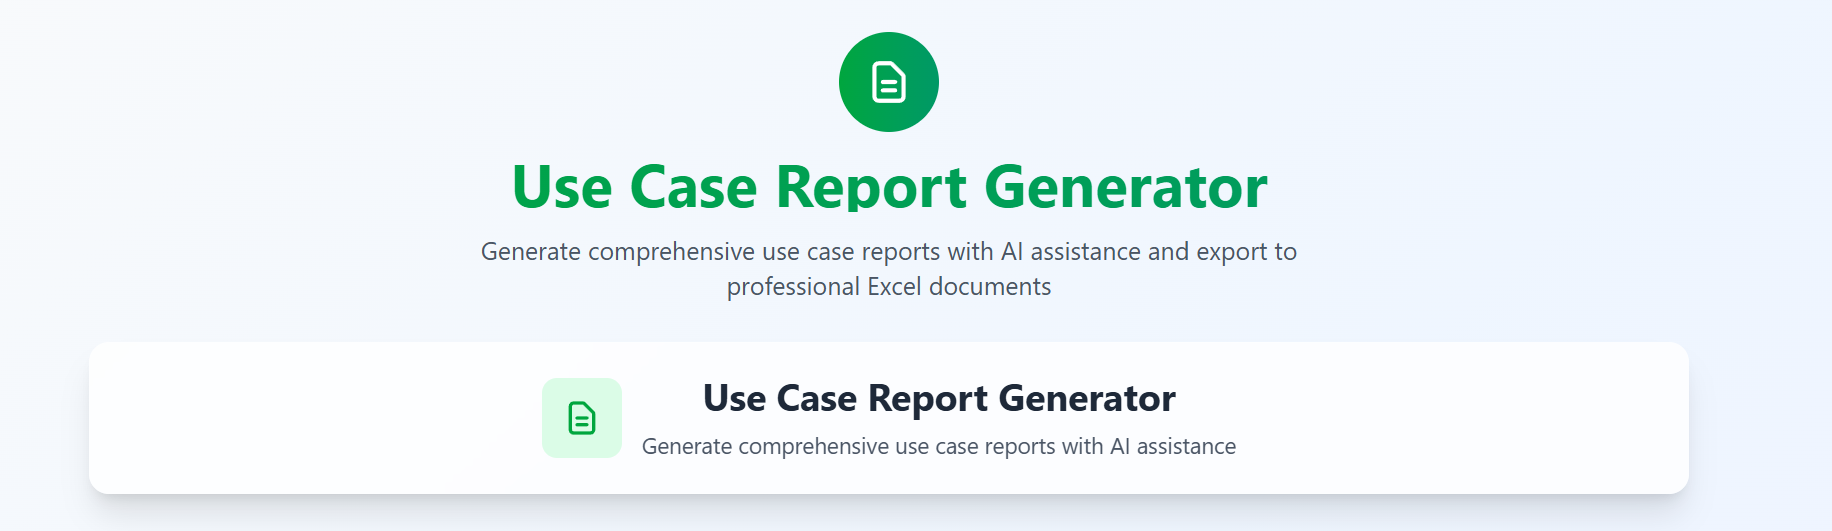 Use Case Report Generator
Generate comprehensive use case reports with AI assistance and export to
professional Excel documents
Use Case Report Generator
Generate comprehensive use case reports with AI assistance